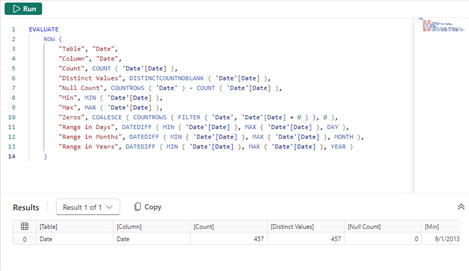 Run
1 EVALUATE
2 ROW (
3 "Table", "Date",
4 "Column", "Date",
5 "Count", COUNT ( 'Date'[Date] ),
6 "Distinct Values", DISTINCTCOUNTNOBLANK ( 'Date'[Date] ),
7 "Null Count", COUNTROWS ( 'Date' ) - COUNT ( 'Date'[Date] ),
8 "Min", MIN ( 'Date'[Date] ),
9 "Max", MAX ( 'Date'[Date] ),
10 "Zeros", COALESCE ( COUNTROWS ( FILTER ( 'Date', 'Date'[Date] = 0 ) ), 0 ),
11 "Range in Days", DATEDIFF ( MIN ( 'Date'[Date] ), MAX ( 'Date'[Date] ), DAY ),
12 "Range in Months", DATEDIFF ( MIN ( 'Date'[Date] ), MAX ( 'Date'[Date] ), MONTH ),
13 "Range in Years", DATEDIFF ( MIN ( 'Date'[Date] ), MAX ( 'Date'[Date] ), YEAR )
14 )
Results Result 1 of 1 Copy
[Table] [Column] [Count] [Distinct Values] [Null Count] [Min]
0 Date Date 457 457 0 9/1/2013